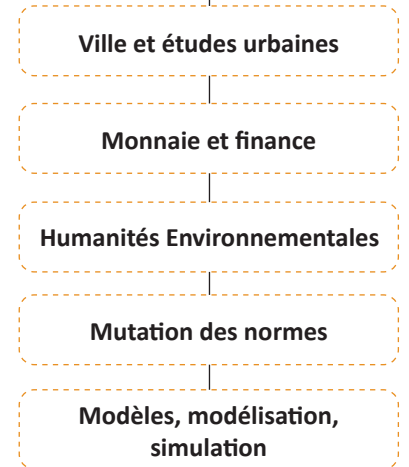 Ville et études urbaines
Monnaie et finance
Humanités Environnementales
Mutation des normes
Modèles, modélisation,
simulation